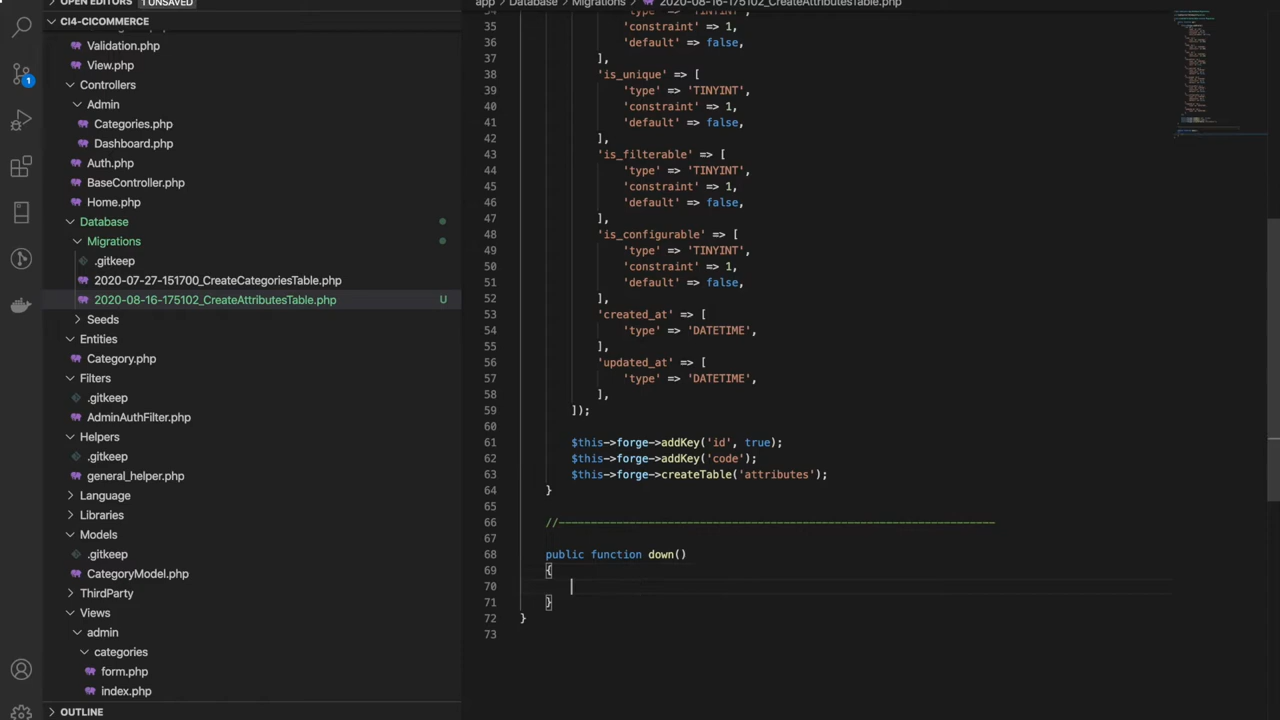 OPEN EDITORS 1 UNSAVED
CI4-CICOMMERCE
Validation.php
View.php
Controllers
Admin
Categories.php
Dashboard.php
Auth.php
BaseController.php
Home.php
Database
Migrations
.gitkeep
2020-07-27-151700_CreateCategoriesTable.php
2020-08-16-175102_CreateAttributesTable.php U
Seeds
Entities
Category.php
Filters
.gitkeep
AdminAuthFilter.php
Helpers
.gitkeep
general_helper.php
Language
Libraries
Models
.gitkeep
CategoryModel.php
ThirdParty
Views
admin
categories
form.php
index.php
OUTLINE
1
app > Database > Migrations > 2020-08-16-175102_CreateAttributesTable.php
34 'type' => 'TINYINT',
35 'constraint' => 1,
36 'default' => false,
37 ],
38 'is_unique' => [
39 'type' => 'TINYINT',
40 'constraint' => 1,
41 'default' => false,
42 ],
43 'is_filterable' => [
44 'type' => 'TINYINT',
45 'constraint' => 1,
46 'default' => false,
47 ],
48 'is_configurable' => [
49 'type' => 'TINYINT',
50 'constraint' => 1,
51 'default' => false,
52 ],
53 'created_at' => [
54 'type' => 'DATETIME',
55 ],
56 'updated_at' => [
57 'type' => 'DATETIME',
58 ],
59 ]);
60
61 $this->forge->addKey('id', true);
62 $this->forge->addKey('code');
63 $this->forge->createTable('attributes');
64 }
65
66 //--------------------------------------------------------------------
67
68 public function down()
69 {
70
71 }
72 }
73